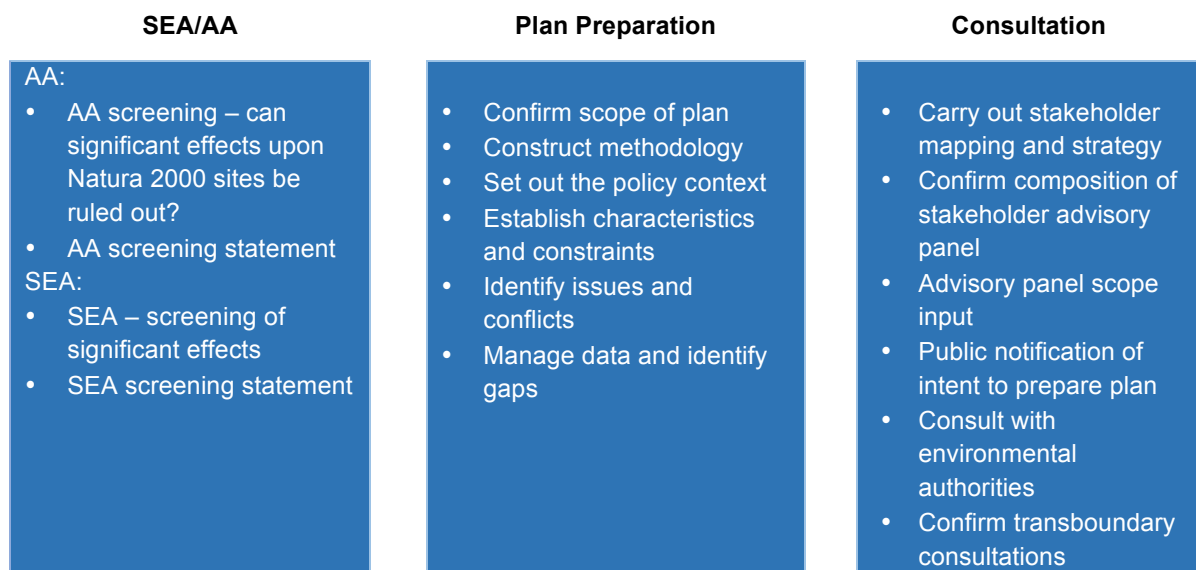 SEA/AA
AA:
• AA screening – can
significant effects upon
Natura 2000 sites be
ruled out?
• AA screening statement
SEA:
• SEA – screening of
significant effects
• SEA screening statement
Plan Preparation
• Confirm scope of plan
• Construct methodology
• Set out the policy context
• Establish characteristics
and constraints
• Identify issues and
conflicts
• Manage data and identify
gaps
Consultation
• Carry out stakeholder
mapping and strategy
• Confirm composition of
stakeholder advisory
panel
• Advisory panel scope
input
• Public notification of
intent to prepare plan
• Consult with
environmental
authorities
• Confirm transboundary
consultations